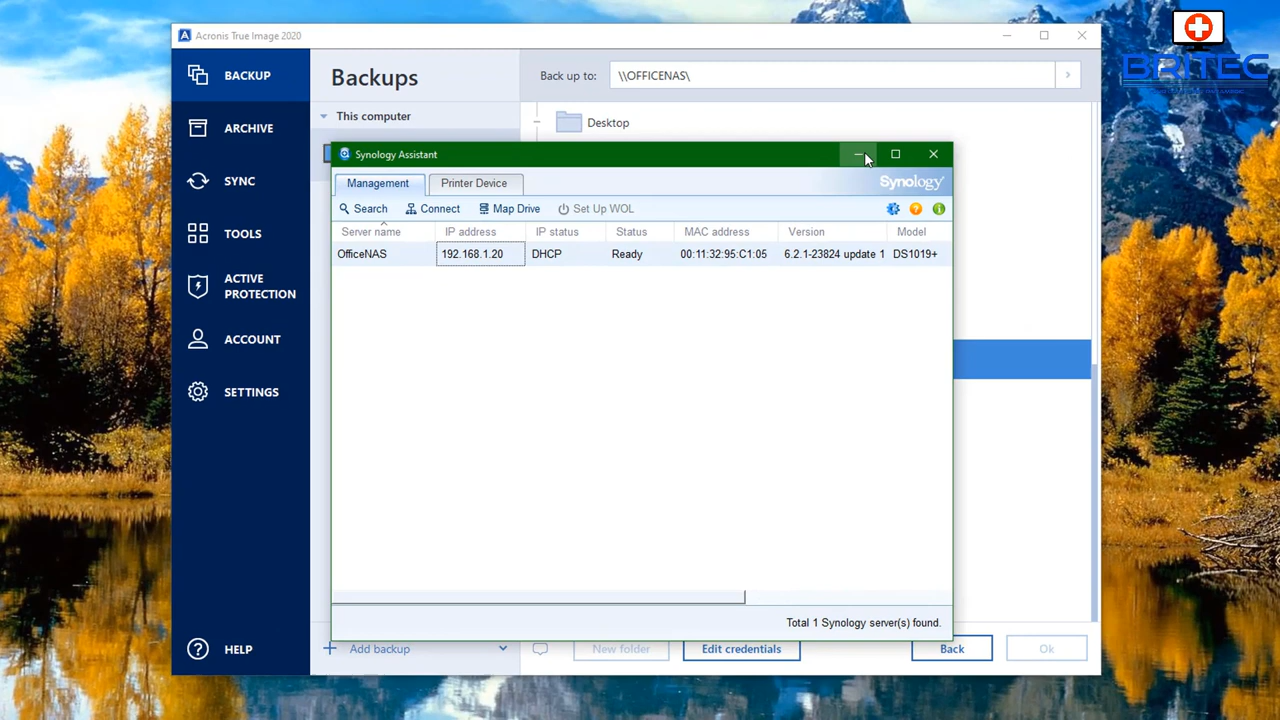 Acronis True Image 2020
BRITEC
BACKUP
ARCHIVE
SYNC
TOOLS
ACTIVE
PROTECTION
ACCOUNT
SETTINGS
HELP
Backups
This computer
Add backup
Back up to: \\OFFICENAS\
Desktop
Synology Assistant
Management Printer Device
Synology
Search Connect Map Drive Set Up WOL
Server name IP address IP status Status MAC address Version Model
OfficeNAS 192.168.1.20 DHCP Ready 00:11:32:95:C1:05 6.2.1-23824 update 1 DS1019+
Total 1 Synology server(s) found.
New folder Edit credentials Back Ok